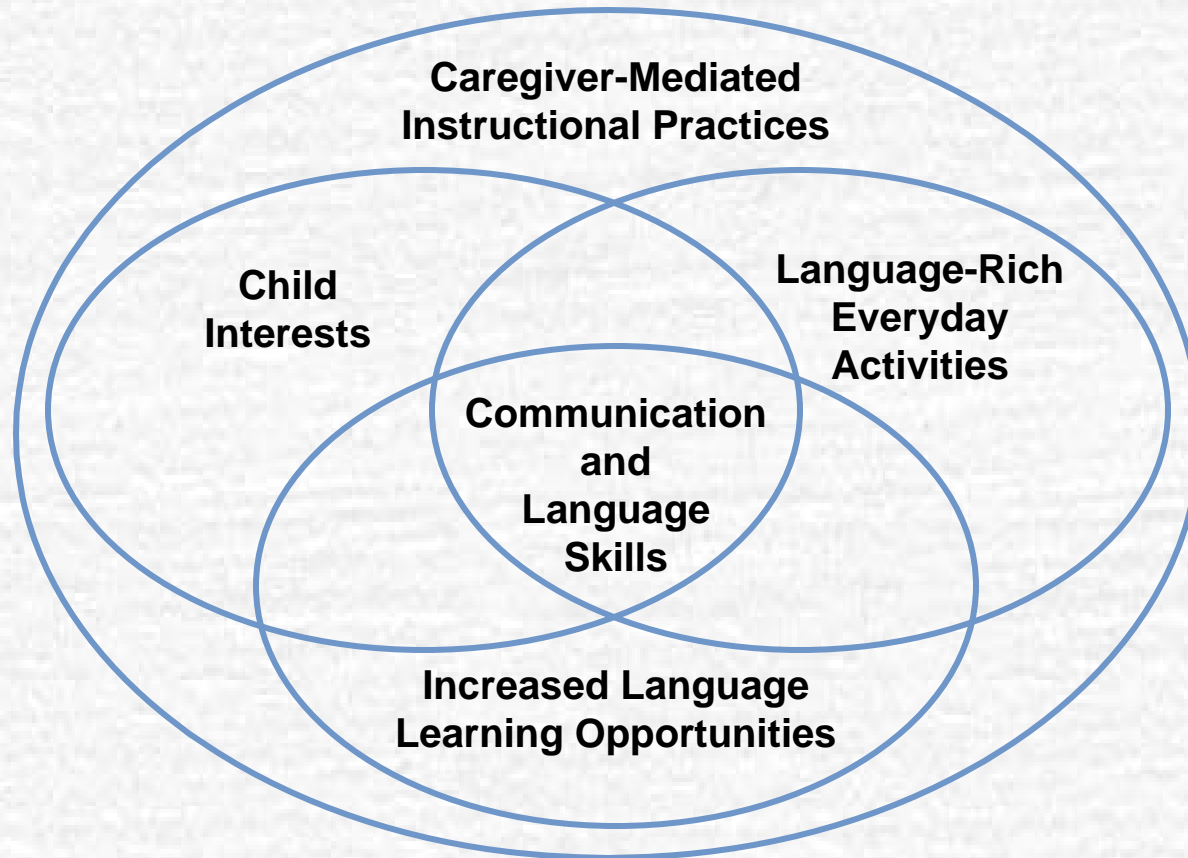 Caregiver-Mediated
Instructional Practices
Child
Interests
Language-Rich
Everyday
Activities
Communication
and
Language
Skills
Increased Language
Learning Opportunities